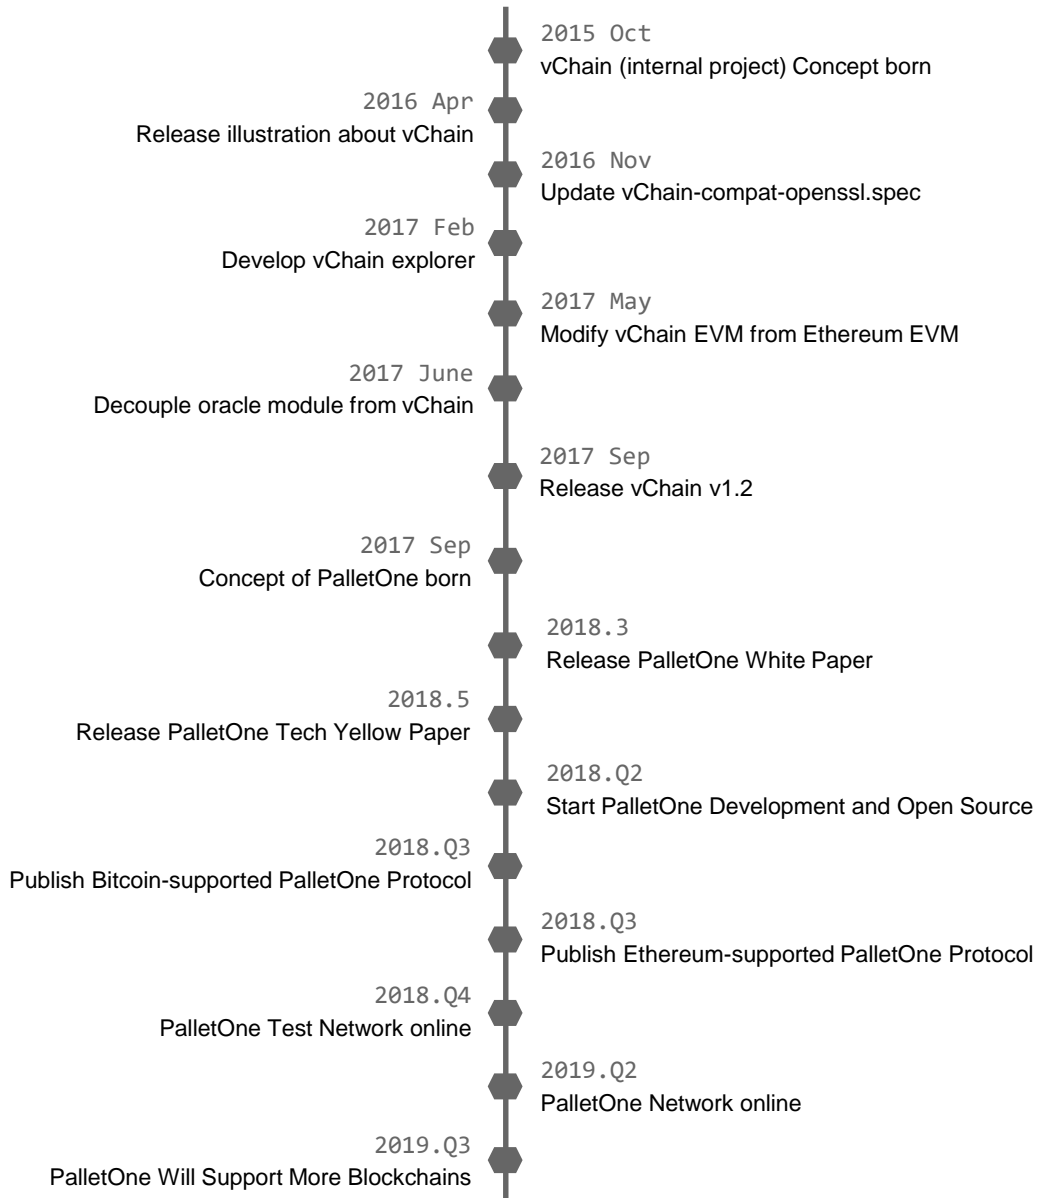 2015 Oct
vChain (internal project) Concept born
2016 Apr
Release illustration about vChain
2016 Nov
Update vChain-compat-openssl.spec
2017 Feb
Develop vChain explorer
2017 May
Modify vChain EVM from Ethereum EVM
2017 June
Decouple oracle module from vChain
2017 Sep
Release vChain v1.2
2017 Sep
Concept of PalletOne born
2018.3
Release PalletOne White Paper
2018.5
Release PalletOne Tech Yellow Paper
2018.Q2
Start PalletOne Development and Open Source
2018.Q3
Publish Bitcoin-supported PalletOne Protocol
2018.Q3
Publish Ethereum-supported PalletOne Protocol
2018.Q4
PalletOne Test Network online
2019.Q2
PalletOne Network online
2019.Q3
PalletOne Will Support More Blockchains